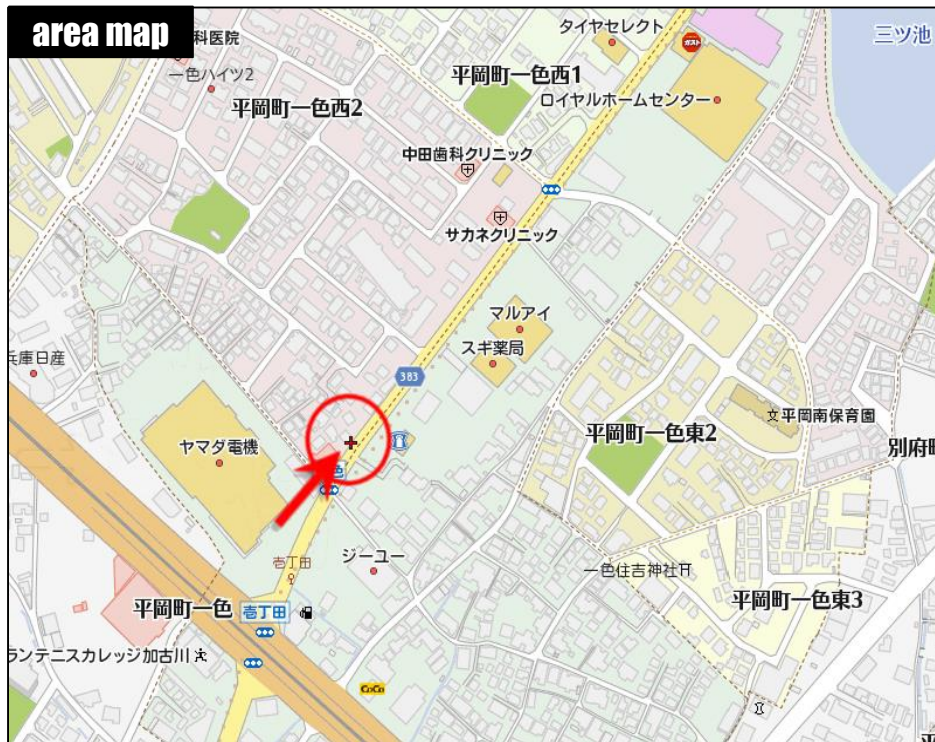 area map
科医院
タイヤセレクト
ガスト
三ツ池
一色ハイツ2
平岡町一色西1
平岡町一色西2
ロイヤルホームセンター
中田歯科クリニック
サカネクリニック
マルアイ
スギ薬局
兵庫日産
383
ヤマダ電機
平岡南保育園
平岡町一色東2
別府町
色
壱丁田
ジーユー
一色住吉神社
平岡町一色東3
平岡町一色
壱丁田
ランテニスカレッジ加古川
CoCo